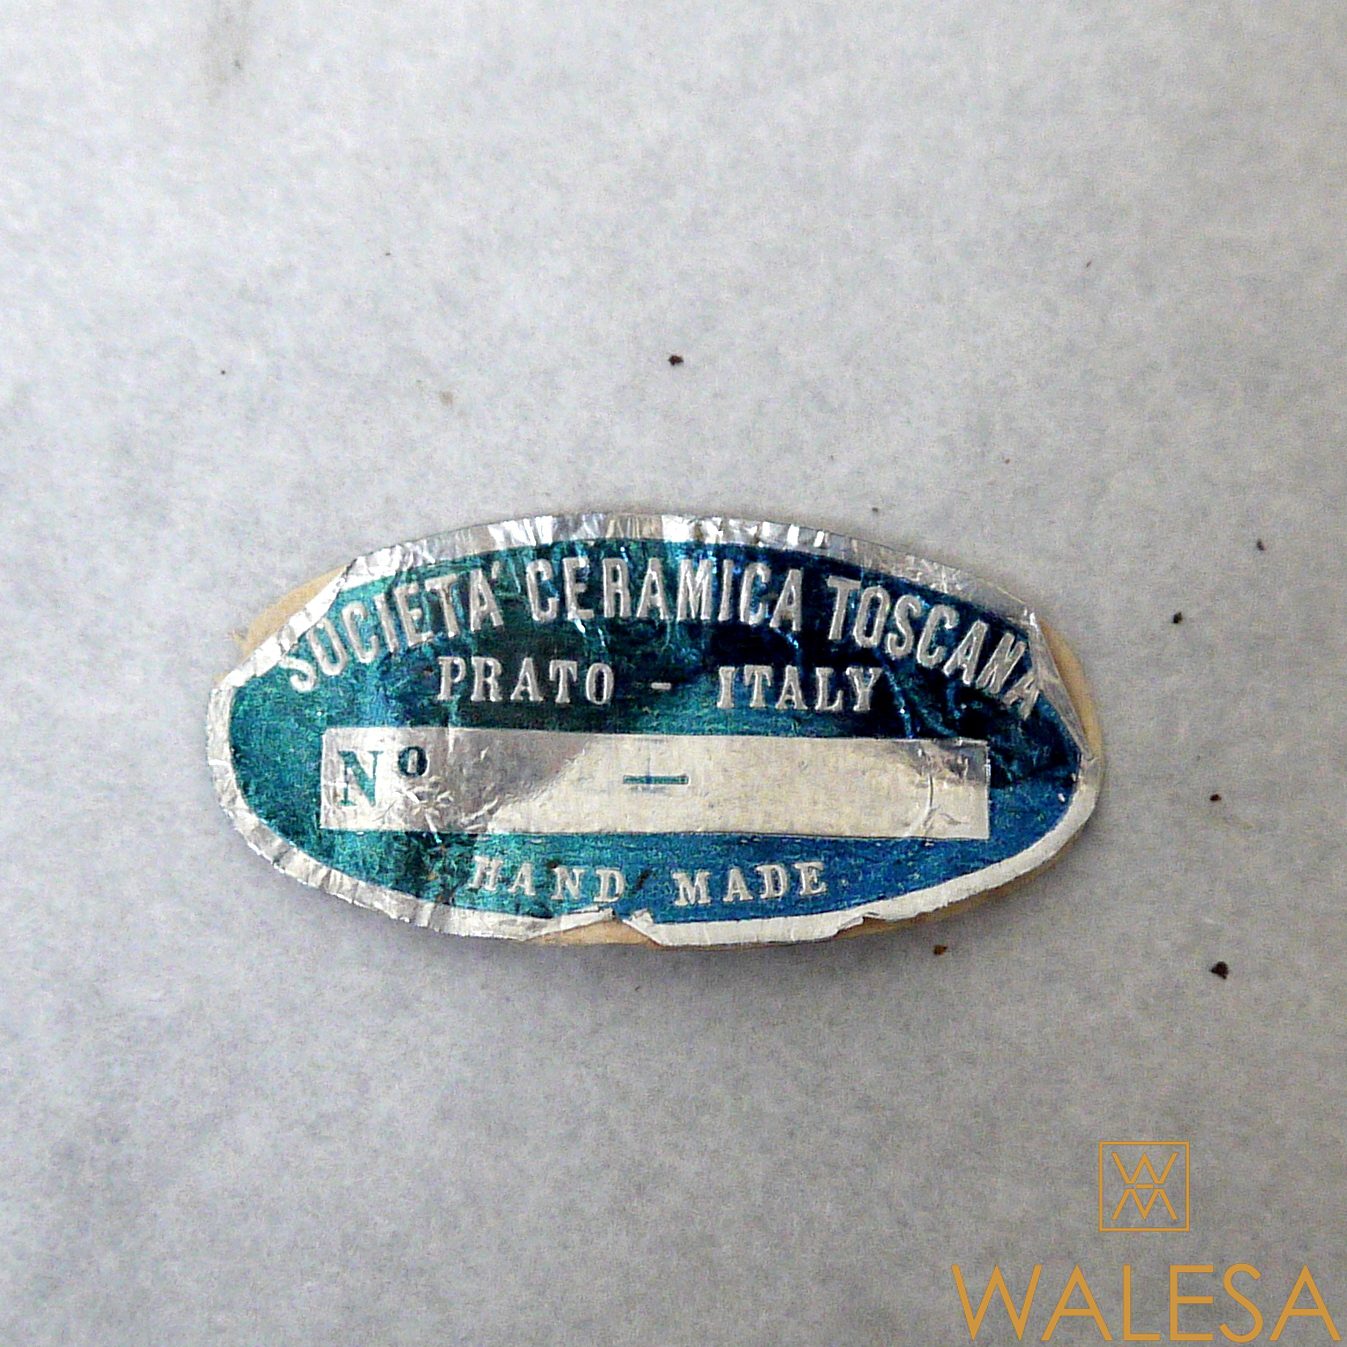 SOCIETA' CERAMICA TOSCANA
PRATO - ITALY
Nº -
HAND MADE
WALESA